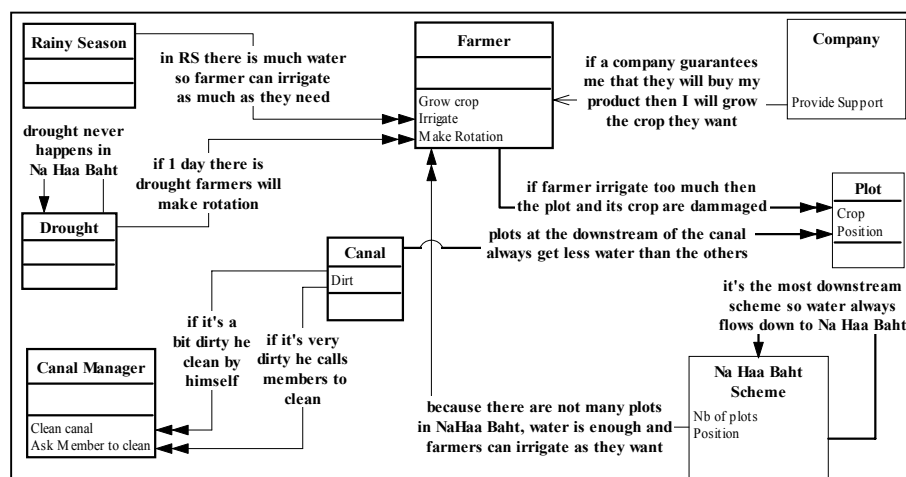 Rainy Season
in RS there is much water
so farmer can irrigate
as much as they need
Farmer
Grow crop
Irrigate
Make Rotation
if a company guarantees
me that they will buy my
product then I will grow
the crop they want
Company
Provide Support
drought never
happens in
Na Haa Baht
if 1 day there is
drought farmers will
make rotation
Drought
if farmer irrigate too much then
the plot and its crop are dammaged
Plot
Crop
Position
plots at the downstream of the canal
always get less water than the others
Canal
Dirt
if it's a
bit dirty he
clean by
himself
if it's very
dirty he calls
members to
clean
it's the most downstream
scheme so water always
flows down to Na Haa Baht
Canal Manager
Clean canal
Ask Member to clean
because there are not many plots
in NaHaa Baht, water is enough and
farmers can irrigate as they want
Na Haa Baht
Scheme
Nb of plots
Position